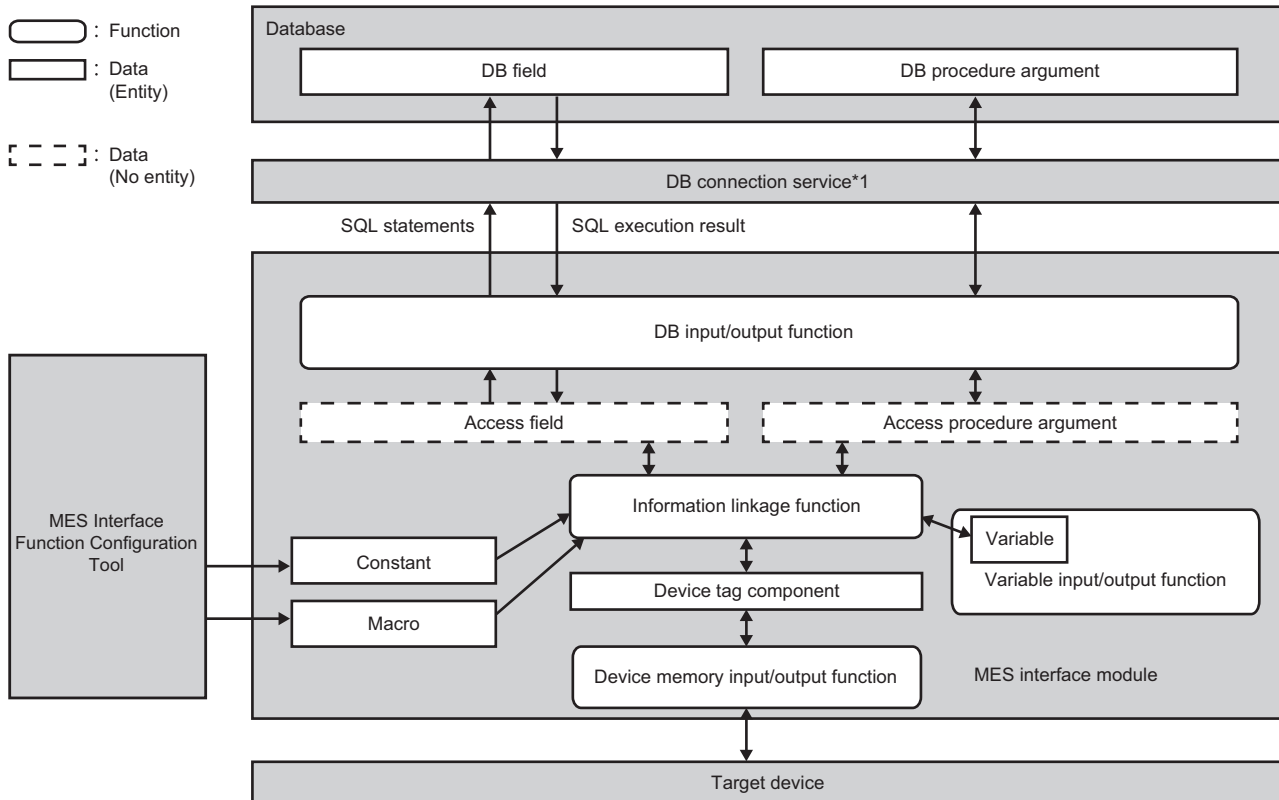 : Function
: Data
(Entity)
: Data
(No entity)
Database
DB field
DB procedure argument
DB connection service*1
SQL statements
SQL execution result
DB input/output function
Access field
Access procedure argument
Information linkage function
MES Interface
Function Configuration
Tool
Constant
Macro
Device tag component
Variable
Variable input/output function
Device memory input/output function
MES interface module
Target device